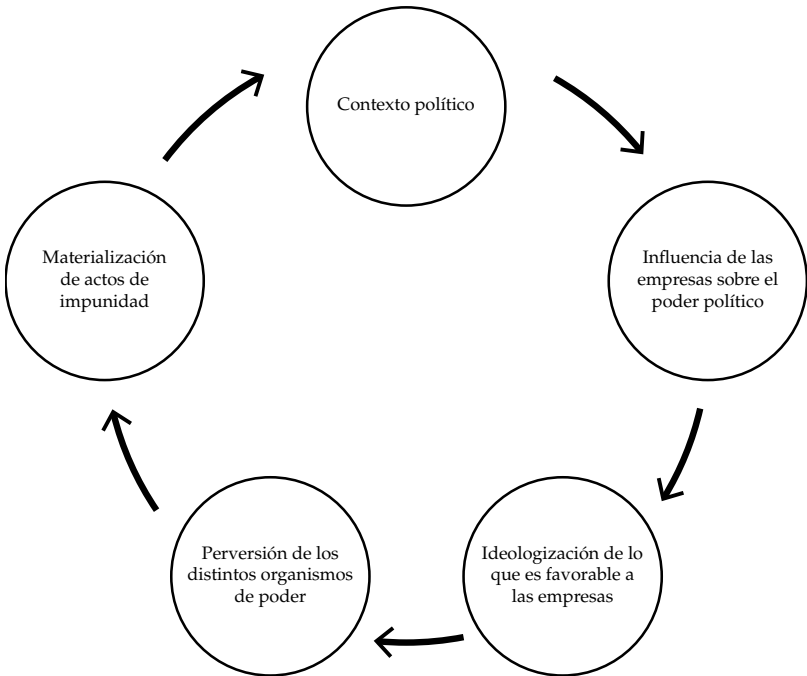 Contexto político
Influencia de las
empresas sobre el
poder político
Ideologización de lo
que es favorable a
las empresas
Perversión de los
distintos organismos
de poder
Materialización
de actos de
impunidad